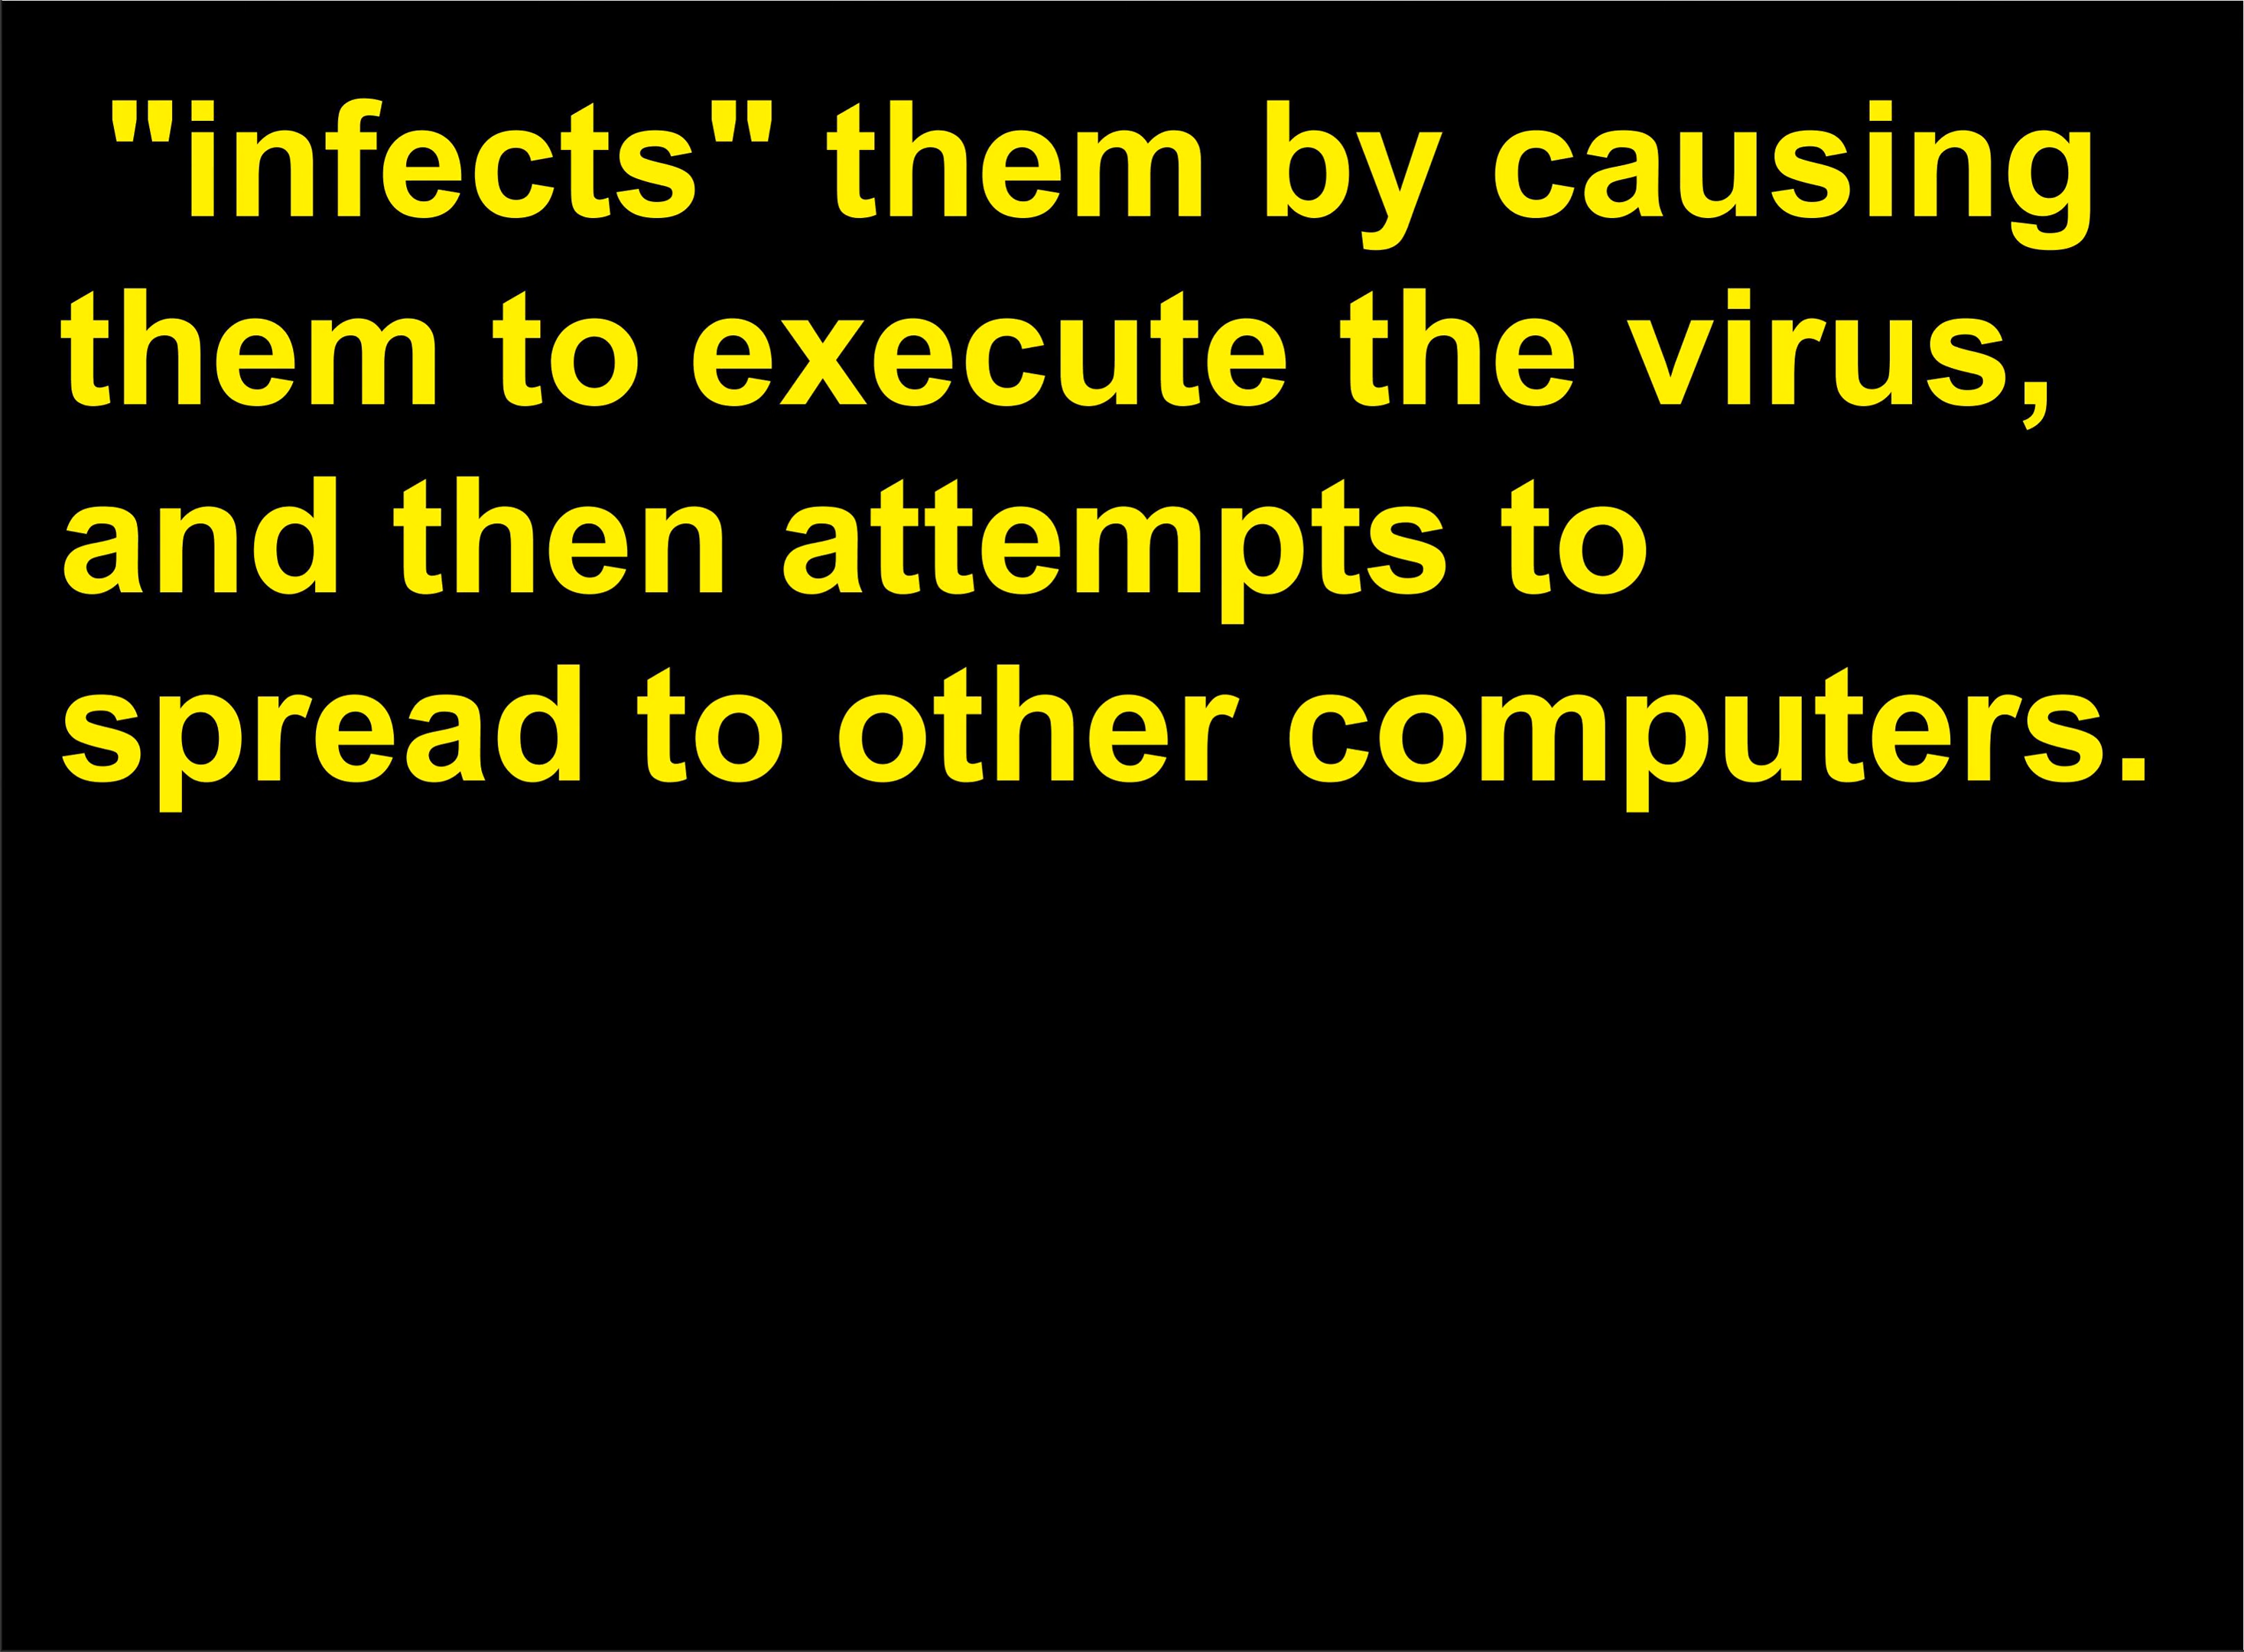 "infects" them by causing
them to execute the virus,
and then attempts to
spread to other computers.